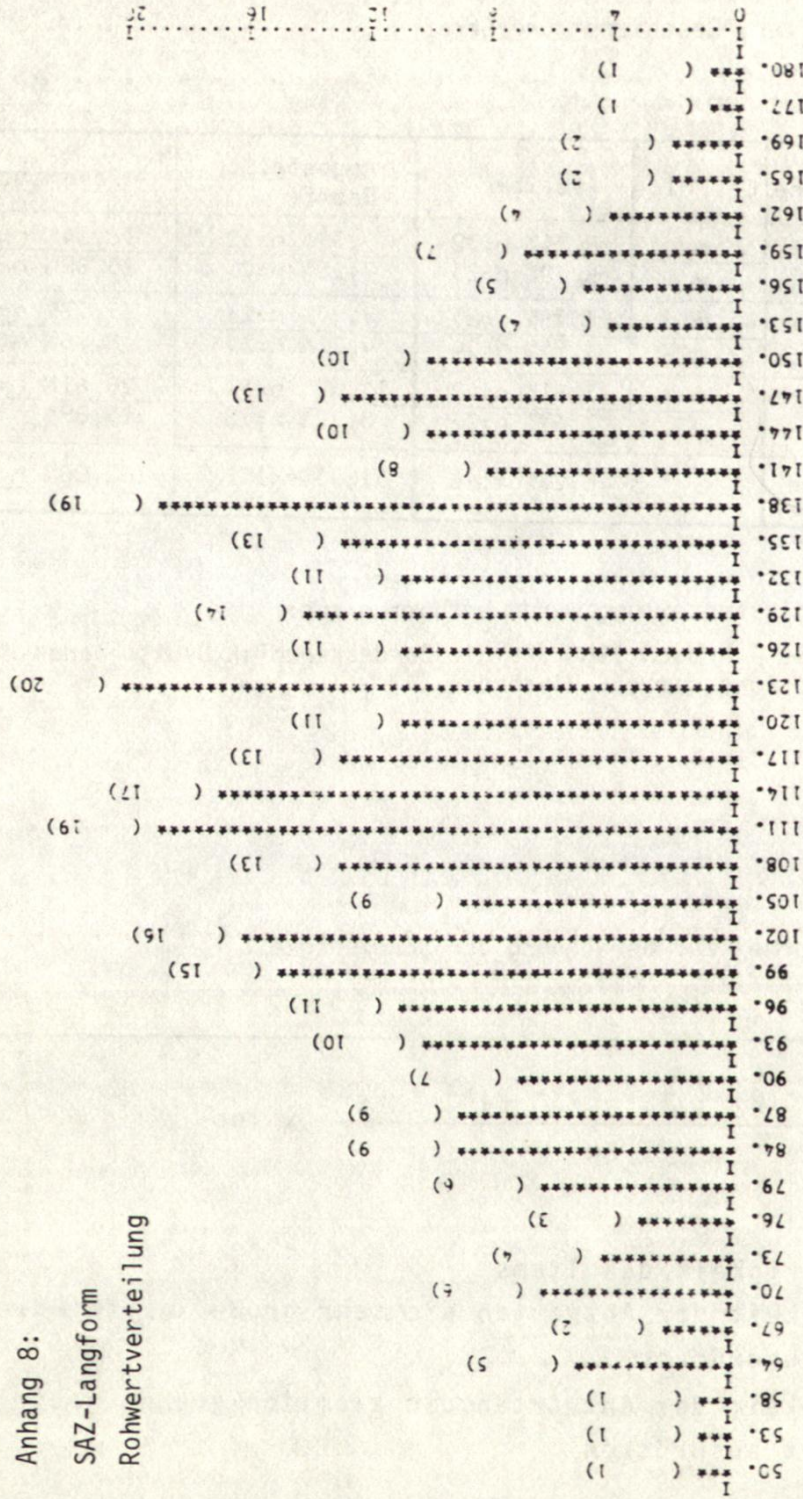 Anhang 8:
SAZ-Langform
Rohwertverteilung
50. *** ( 1)
53. *** ( 1)
58. *** ( 1)
64. ************* ( 5)
67. ****** ( 2)
70. **************** ( 6)
73. *********** ( 4)
76. ******** ( 3)
79. **************** ( 6)
84. *********************** ( 9)
87. *********************** ( 9)
90. ****************** ( 7)
93. ************************** ( 10)
96. **************************** ( 11)
99. ************************************** ( 15)
102. ***************************************** ( 16)
105. *********************** ( 9)
108. ********************************* ( 13)
111. ************************************************ ( 19)
114. ******************************************* ( 17)
117. ********************************* ( 13)
120. **************************** ( 11)
123. *************************************************** ( 20)
126. **************************** ( 11)
129. ************************************ ( 14)
132. **************************** ( 11)
135. ********************************* ( 13)
138. ************************************************ ( 19)
141. ********************* ( 8)
144. ************************** ( 10)
147. ********************************* ( 13)
150. ************************** ( 10)
153. *********** ( 4)
156. ************* ( 5)
159. ****************** ( 7)
162. *********** ( 4)
165. ****** ( 2)
169. ****** ( 2)
177. *** ( 1)
180. *** ( 1)
I.........I.........I.........I.........I.........I
0 4 8 12 16 20